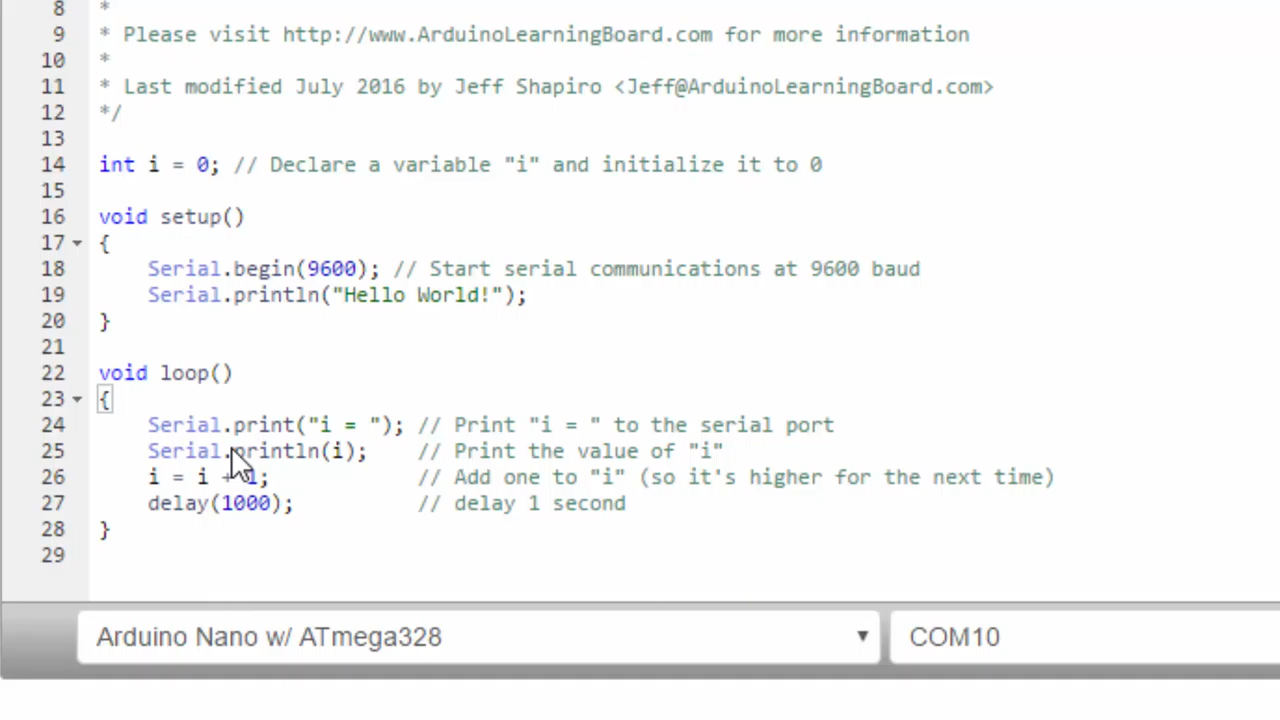 8 *
9 * Please visit http://www.ArduinoLearningBoard.com for more information
10 *
11 * Last modified July 2016 by Jeff Shapiro <Jeff@ArduinoLearningBoard.com>
12 */
13
14 int i = 0; // Declare a variable "i" and initialize it to 0
15
16 void setup()
17 {
18     Serial.begin(9600); // Start serial communications at 9600 baud
19     Serial.println("Hello World!");
20 }
21
22 void loop()
23 {
24     Serial.print("i = "); // Print "i = " to the serial port
25     Serial.println(i);    // Print the value of "i"
26     i = i + 1;            // Add one to "i" (so it's higher for the next time)
27     delay(1000);          // delay 1 second
28 }
29
Arduino Nano w/ ATmega328 COM10